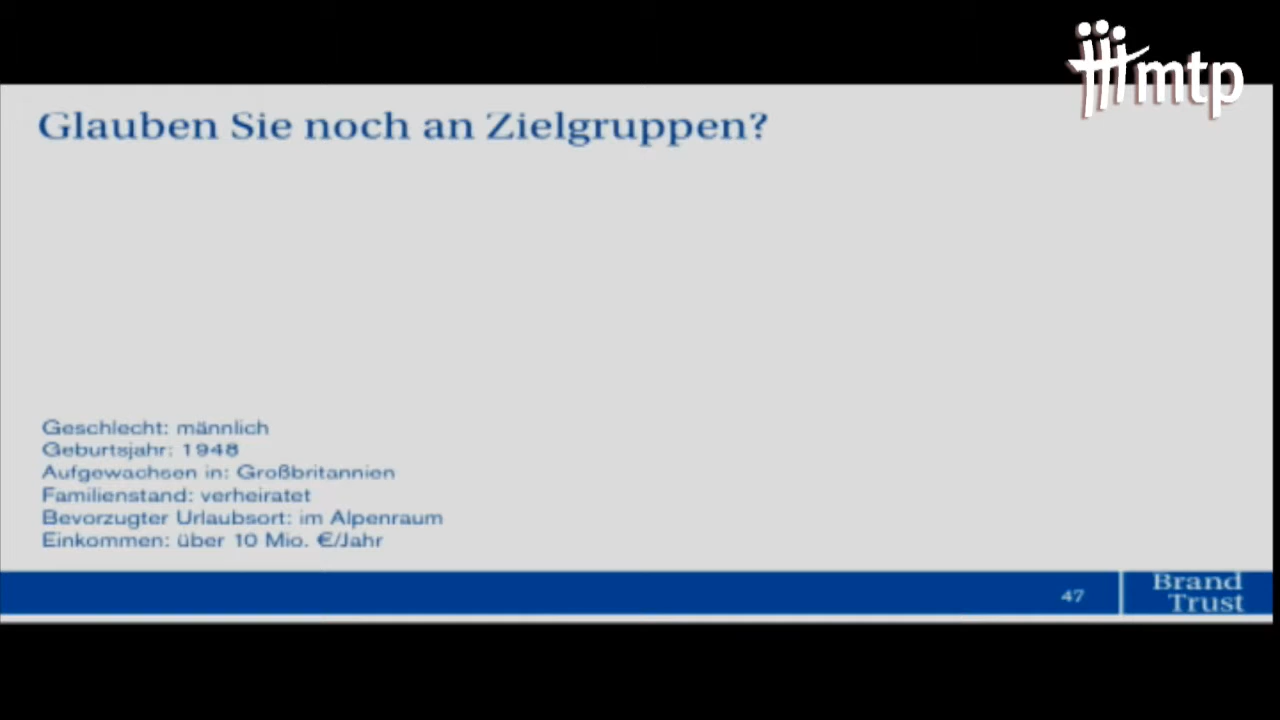 mtp
Glauben Sie noch an Zielgruppen?
Geschlecht: männlich
Geburtsjahr: 1948
Aufgewachsen in: Großbritannien
Familienstand: verheiratet
Bevorzugter Urlaubsort: im Alpenraum
Einkommen: über 10 Mio. €/Jahr
47
Brand
Trust